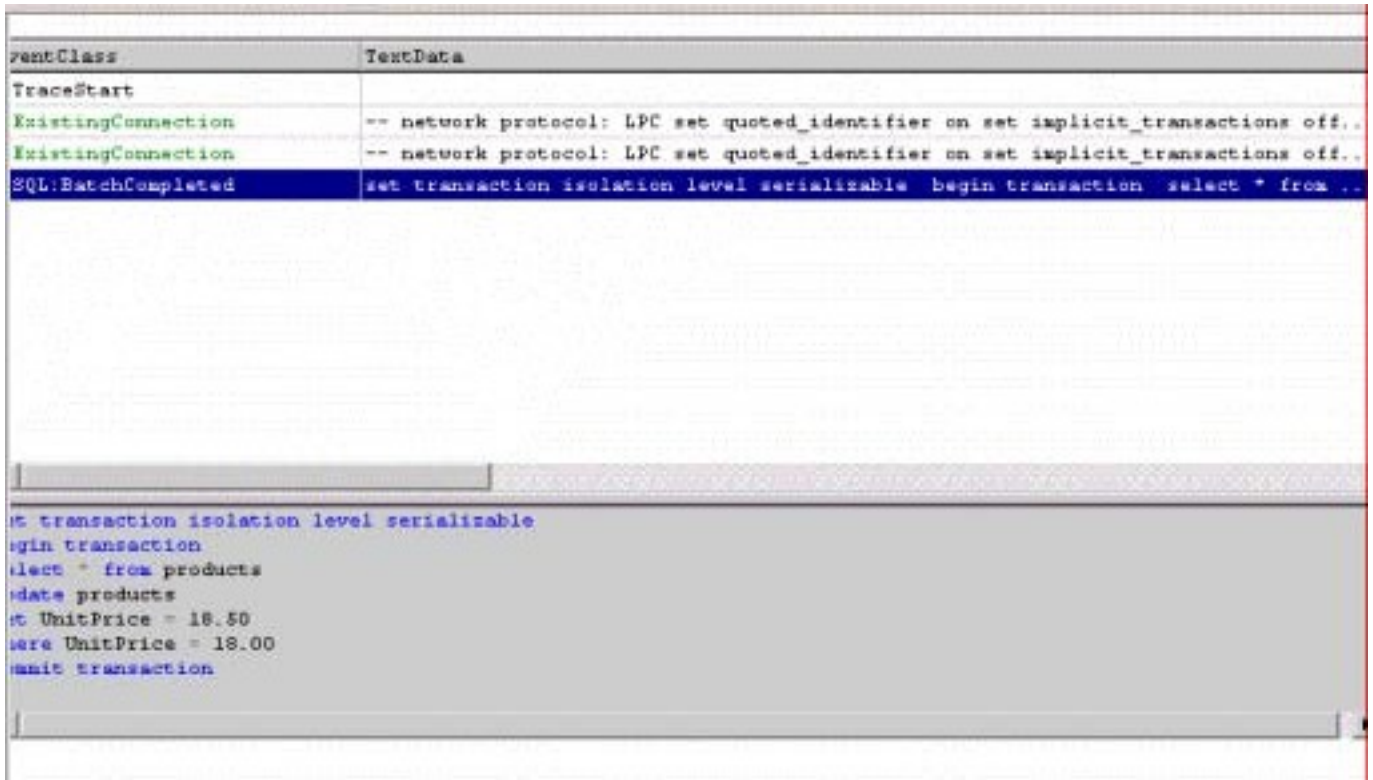 ventClass TextData
TraceStart
ExistingConnection -- network protocol: LPC set quoted_identifier on set implicit_transactions off..
ExistingConnection -- network protocol: LPC set quoted_identifier on set implicit_transactions off..
SQL:BatchCompleted set transaction isolation level serializable begin transaction select * from ..
t transaction isolation level serializable
gin transaction
lect * from products
date products
t UnitPrice = 18.50
ere UnitPrice = 18.00
mmit transaction